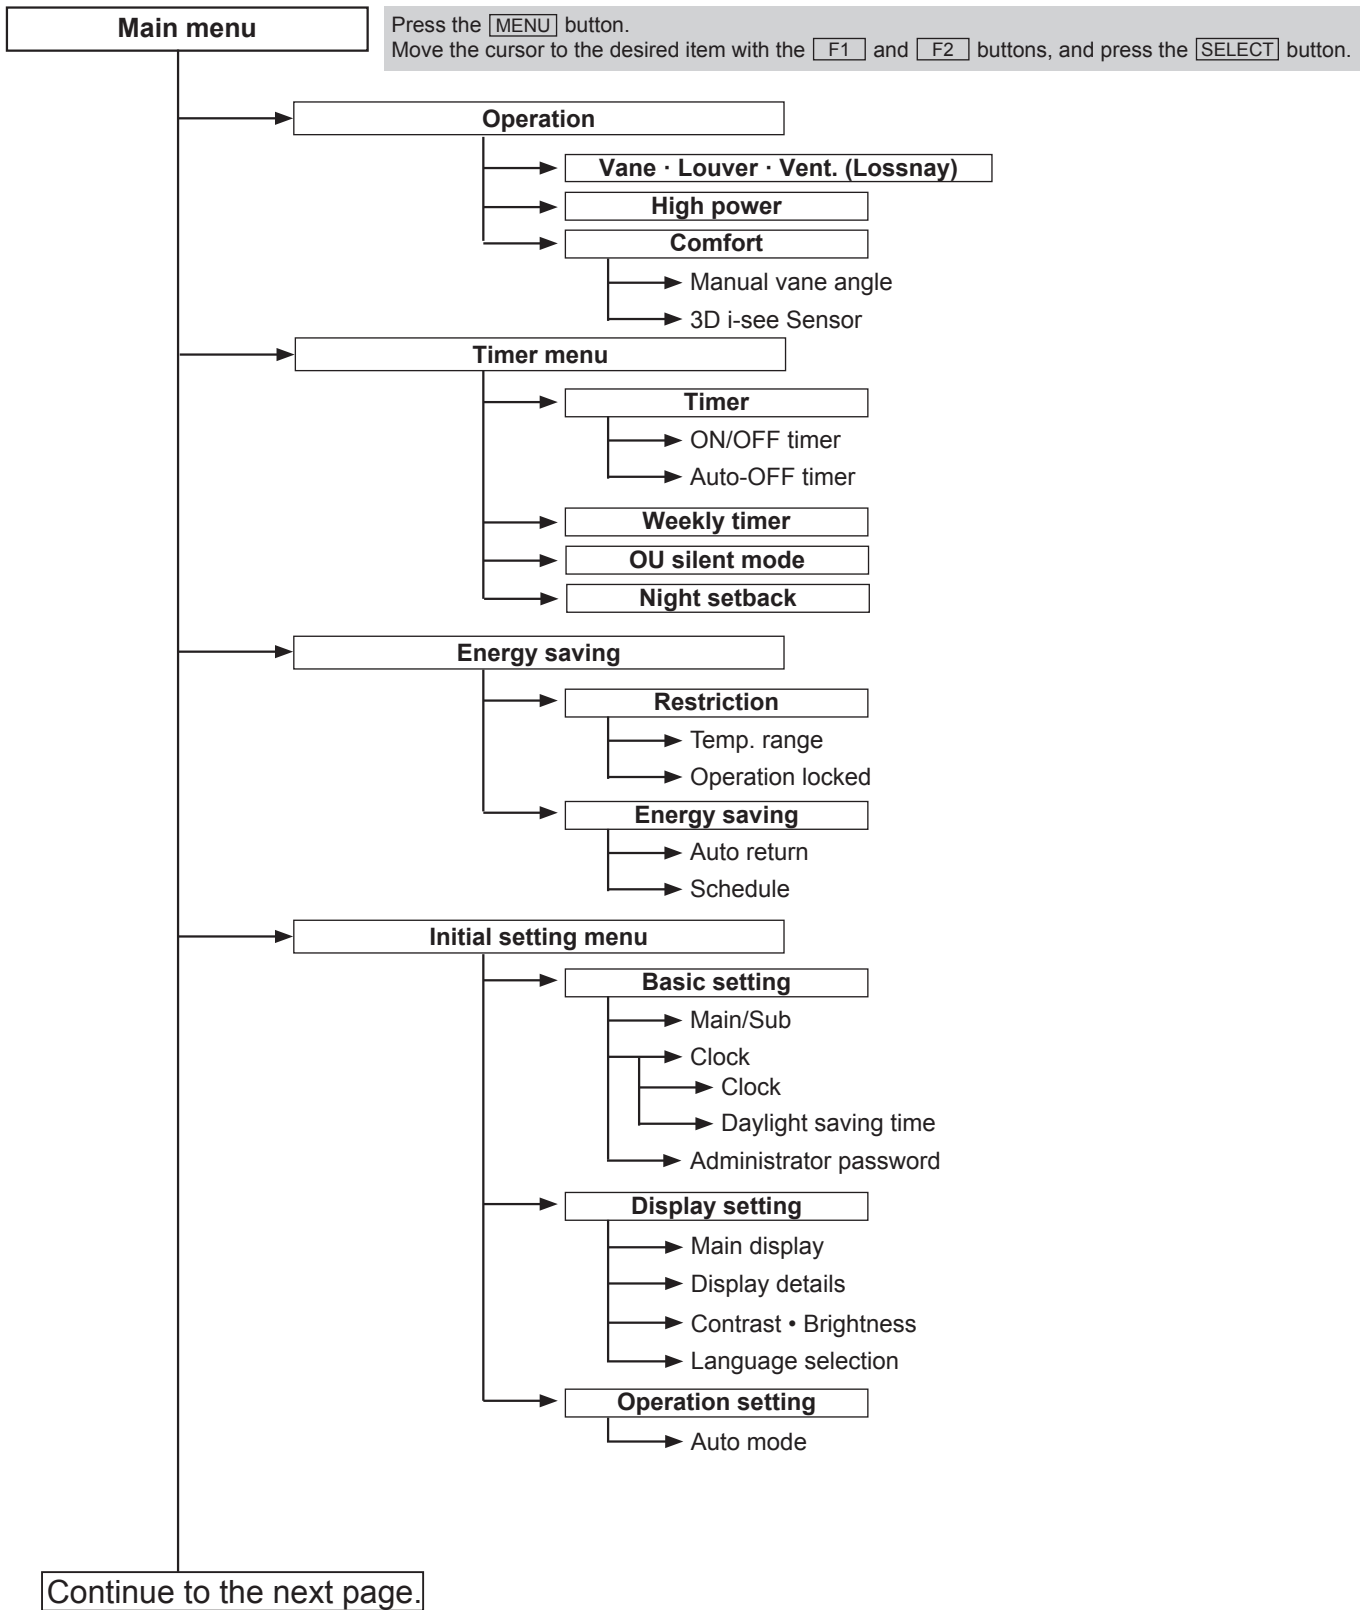 Main menu
Press the MENU button.
Move the cursor to the desired item with the F1 and F2 buttons, and press the SELECT button.
Operation
Vane · Louver · Vent. (Lossnay)
High power
Comfort
Manual vane angle
3D i-see Sensor
Timer menu
Timer
ON/OFF timer
Auto-OFF timer
Weekly timer
OU silent mode
Night setback
Energy saving
Restriction
Temp. range
Operation locked
Energy saving
Auto return
Schedule
Initial setting menu
Basic setting
Main/Sub
Clock
Clock
Daylight saving time
Administrator password
Display setting
Main display
Display details
Contrast • Brightness
Language selection
Operation setting
Auto mode
Continue to the next page.